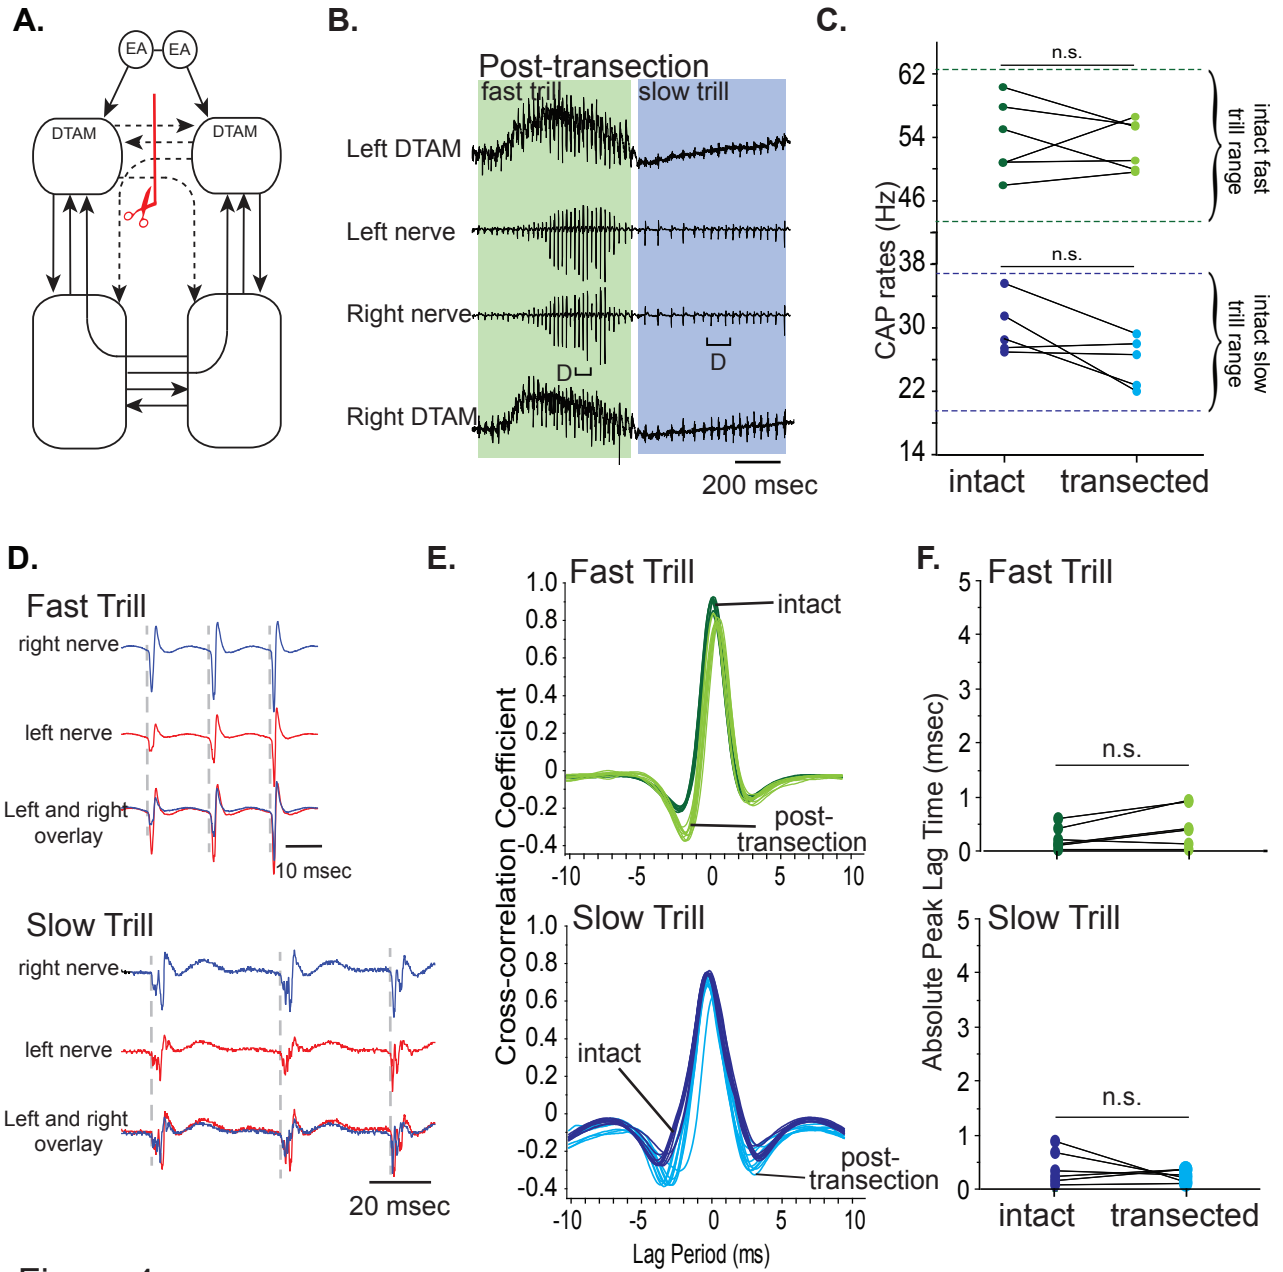 A.
EA
EA
DTAM
DTAM
B.
Post-transection
fast trill
slow trill
Left DTAM
Left nerve
Right nerve
D
D
Right DTAM
200 msec
C.
n.s.
62
54
46
38
30
22
14
n.s.
CAP rates (Hz)
intact fast
trill range
intact slow
trill range
intact
transected
D.
Fast Trill
right nerve
left nerve
Left and right
overlay
10 msec
Slow Trill
right nerve
left nerve
Left and right
overlay
20 msec
E.
Fast Trill
1.0
0.8
0.6
0.4
0.2
0
-0.2
-0.4
intact
post-
transection
-10
-5
0
5
10
Cross-correlation Coefficient
Slow Trill
1.0
0.8
0.6
0.4
0.2
0
-0.2
-0.4
intact
post-
transection
-10
-5
0
5
10
Lag Period (ms)
F.
Fast Trill
5
4
3
2
1
0
n.s.
Absolute Peak Lag Time (msec)
Slow Trill
5
4
3
2
1
0
n.s.
intact
transected